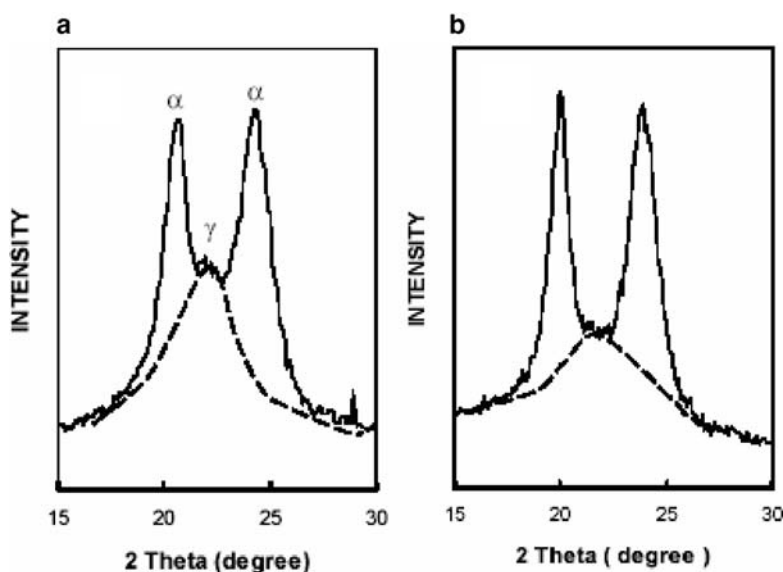 a
α
α
γ
INTENSITY
15
20
25
30
2 Theta (degree)
b
INTENSITY
15
20
25
30
2 Theta ( degree )